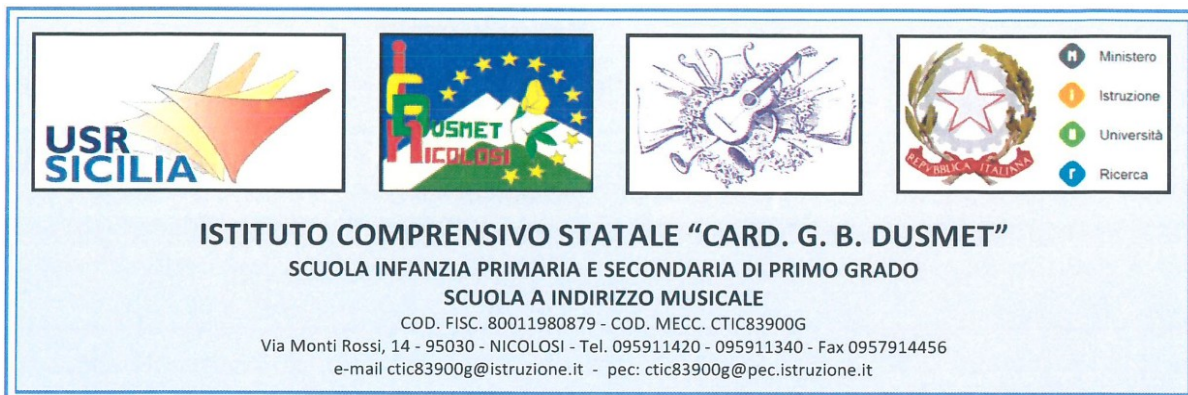 USR
SICILIA
IC
DUSMET
NICOLOSI
REPVBBLICA ITALIANA
M Ministero
i Istruzione
U Università
r Ricerca
ISTITUTO COMPRENSIVO STATALE “CARD. G. B. DUSMET”
SCUOLA INFANZIA PRIMARIA E SECONDARIA DI PRIMO GRADO
SCUOLA A INDIRIZZO MUSICALE
COD. FISC. 80011980879 - COD. MECC. CTIC83900G
Via Monti Rossi, 14 - 95030 - NICOLOSI - Tel. 095911420 - 095911340 - Fax 0957914456
e-mail ctic83900g@istruzione.it - pec: ctic83900g@pec.istruzione.it